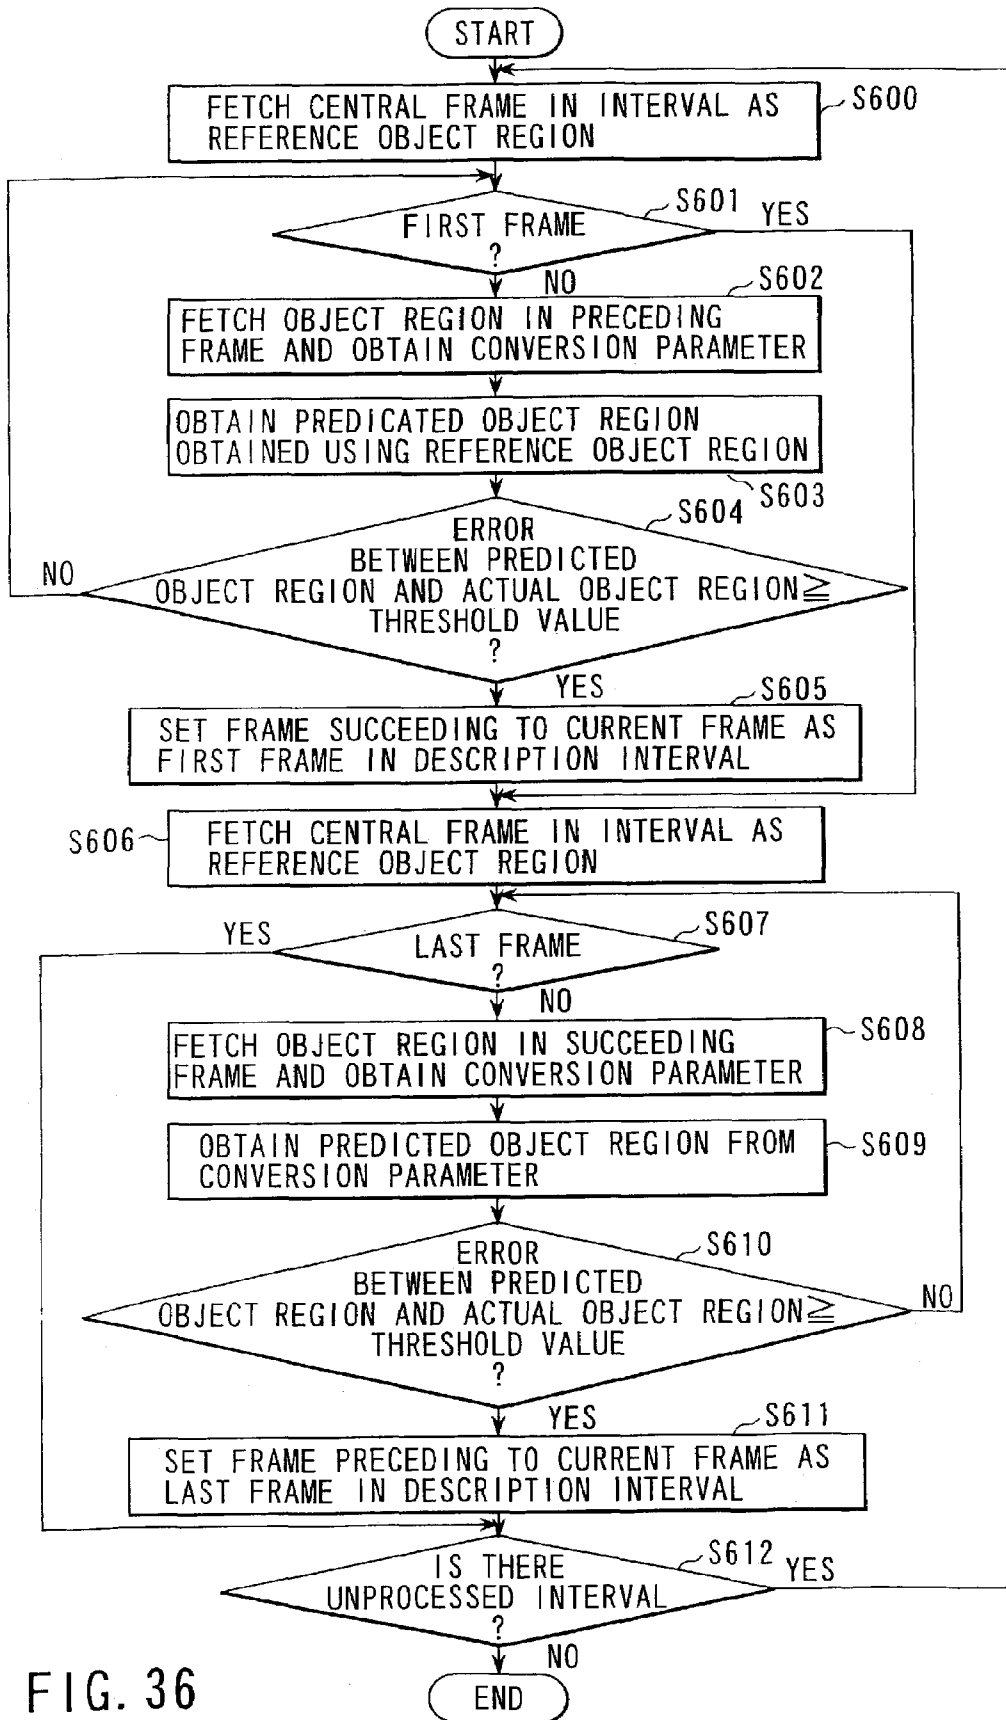 START
FETCH CENTRAL FRAME IN INTERVAL AS
REFERENCE OBJECT REGION
S600
FIRST FRAME
?
S601
YES
NO
S602
FETCH OBJECT REGION IN PRECEDING
FRAME AND OBTAIN CONVERSION PARAMETER
OBTAIN PREDICATED OBJECT REGION
OBTAINED USING REFERENCE OBJECT REGION
S603
S604
ERROR
BETWEEN PREDICTED
OBJECT REGION AND ACTUAL OBJECT REGION≧
THRESHOLD VALUE
?
NO
YES
S605
SET FRAME SUCCEEDING TO CURRENT FRAME AS
FIRST FRAME IN DESCRIPTION INTERVAL
S606
FETCH CENTRAL FRAME IN INTERVAL AS
REFERENCE OBJECT REGION
S607
YES
LAST FRAME
?
NO
S608
FETCH OBJECT REGION IN SUCCEEDING
FRAME AND OBTAIN CONVERSION PARAMETER
OBTAIN PREDICTED OBJECT REGION FROM
CONVERSION PARAMETER
S609
S610
ERROR
BETWEEN PREDICTED
OBJECT REGION AND ACTUAL OBJECT REGION≧
THRESHOLD VALUE
?
NO
YES
S611
SET FRAME PRECEDING TO CURRENT FRAME AS
LAST FRAME IN DESCRIPTION INTERVAL
S612
IS THERE
UNPROCESSED INTERVAL
?
YES
NO
END
FIG. 36